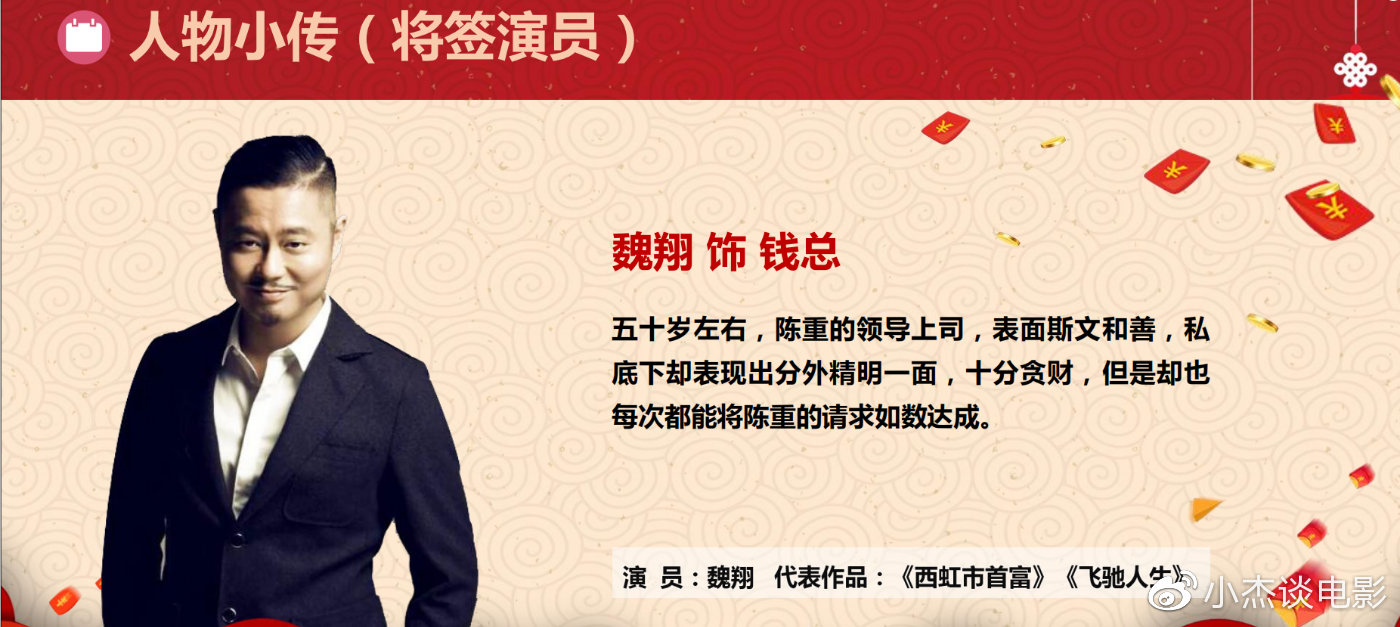 人物小传（将签演员）
魏翔 饰 钱总
五十岁左右，陈重的领导上司，表面斯文和善，私
底下却表现出分外精明一面，十分贪财，但是却也
每次都能将陈重的请求如数达成。
演 员：魏翔 代表作品：《西虹市首富》《飞驰人生》
小杰谈电影